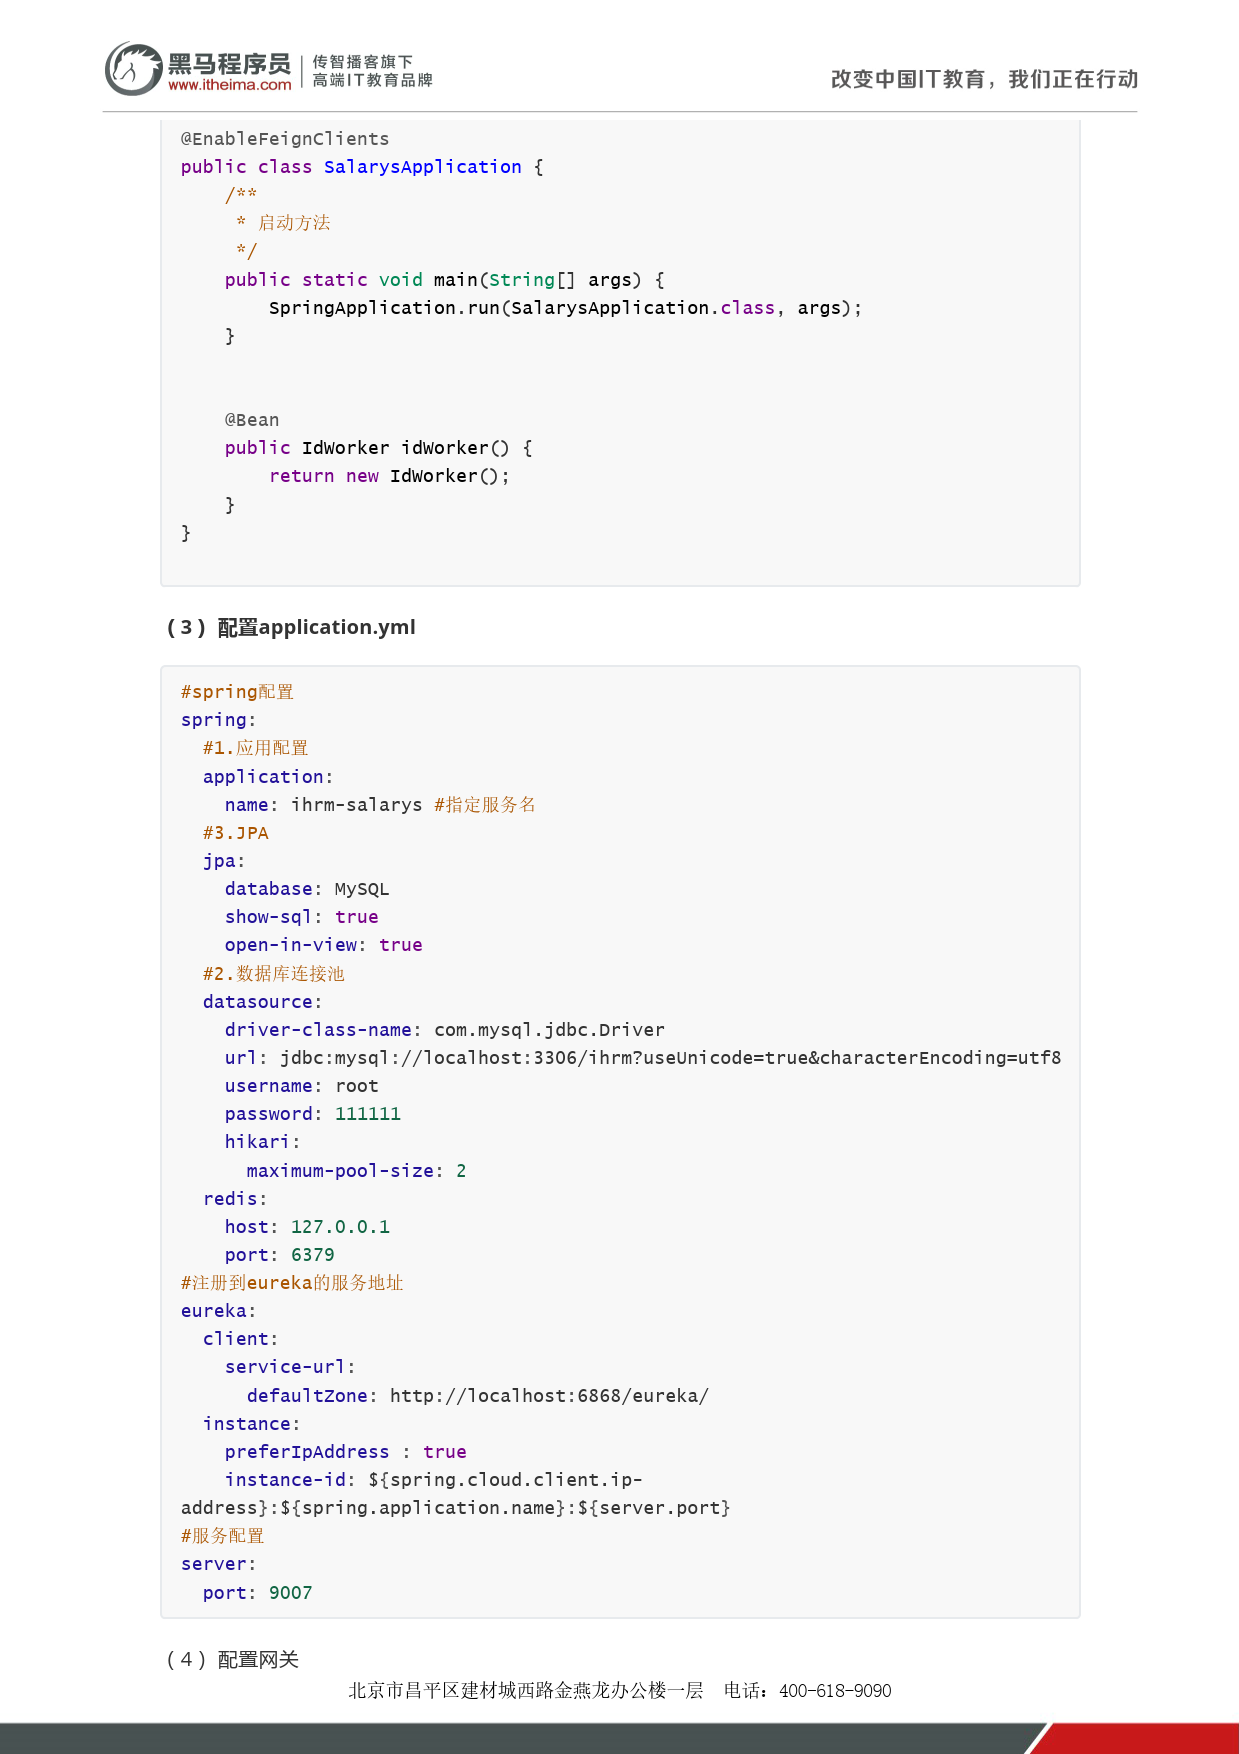 黑马程序员
www.itheima.com
传智播客旗下
高端IT教育品牌
改变中国IT教育，我们正在行动
@EnableFeignClients
public class SalarysApplication {
    /**
     * 启动方法
     */
    public static void main(String[] args) {
        SpringApplication.run(SalarysApplication.class, args);
    }
    @Bean
    public IdWorker idWorker() {
        return new IdWorker();
    }
}
（3）配置application.yml
#spring配置
spring:
  #1.应用配置
  application:
    name: ihrm-salarys #指定服务名
  #3.JPA
  jpa:
    database: MySQL
    show-sql: true
    open-in-view: true
  #2.数据库连接池
  datasource:
    driver-class-name: com.mysql.jdbc.Driver
    url: jdbc:mysql://localhost:3306/ihrm?useUnicode=true&characterEncoding=utf8
    username: root
    password: 111111
    hikari:
      maximum-pool-size: 2
  redis:
    host: 127.0.0.1
    port: 6379
#注册到eureka的服务地址
eureka:
  client:
    service-url:
      defaultZone: http://localhost:6868/eureka/
  instance:
    preferIpAddress : true
    instance-id: ${spring.cloud.client.ip-
address}:${spring.application.name}:${server.port}
#服务配置
server:
  port: 9007
（4）配置网关
北京市昌平区建材城西路金燕龙办公楼一层 电话：400-618-9090